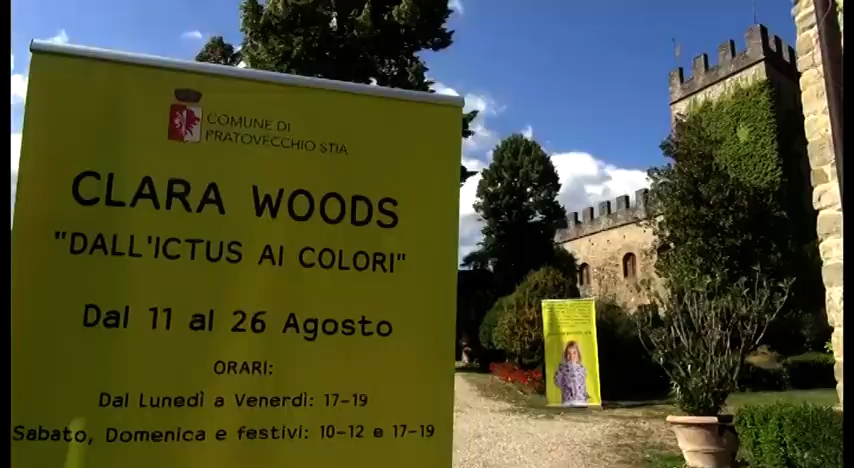 COMUNE DI
PRATOVECCHIO STIA
CLARA WOODS
"DALL'ICTUS AI COLORI"
Dal 11 al 26 Agosto
ORARI:
Dal Lunedì a Venerdì: 17-19
Sabato, Domenica e festivi: 10-12 e 17-19